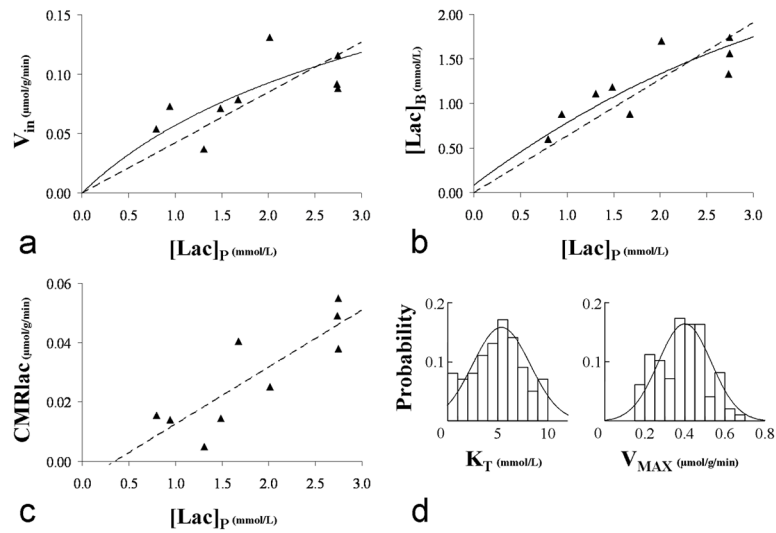 0.15
0.10
0.05
0.00
V_in (μmol/g/min)
0.0 0.5 1.0 1.5 2.0 2.5 3.0
[Lac]_P (mmol/L)
a
2.00
1.50
1.00
0.50
0.00
[Lac]_B (mmol/L)
0.0 0.5 1.0 1.5 2.0 2.5 3.0
[Lac]_P (mmol/L)
b
0.06
0.04
0.02
0.00
CMRlac (μmol/g/min)
0.0 0.5 1.0 1.5 2.0 2.5 3.0
[Lac]_P (mmol/L)
c
Probability
0.2
0.1
0 5 10
K_T (mmol/L)
0.2
0.1
0 0.2 0.4 0.6 0.8
V_MAX (μmol/g/min)
d